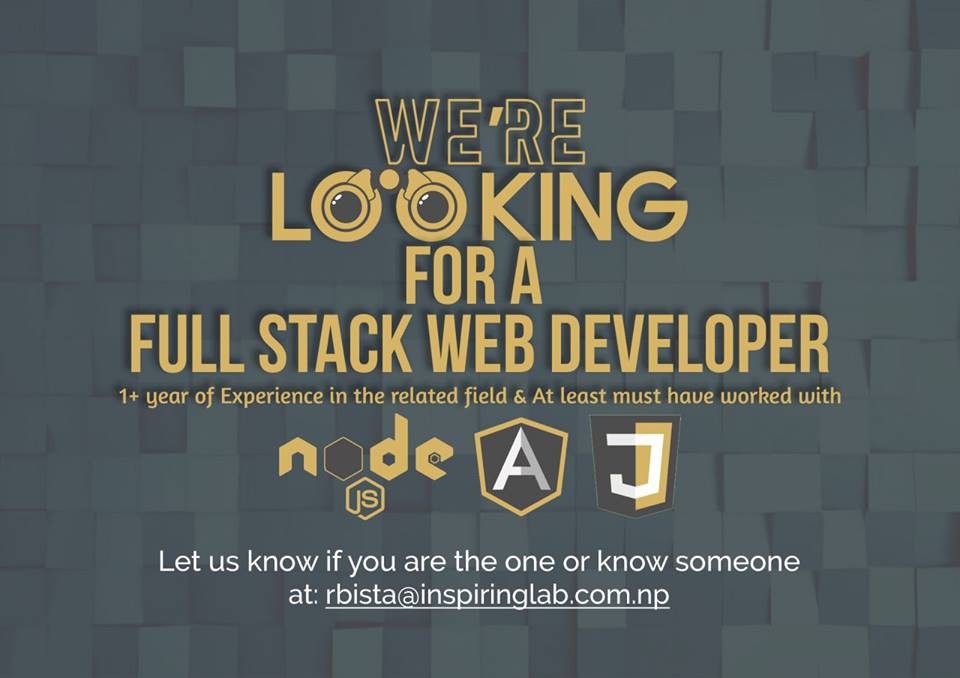 WE'RE
LOOKING
FOR A
FULL STACK WEB DEVELOPER
1+ year of Experience in the related field & At least must have worked with
node
JS
A
J
Let us know if you are the one or know someone
at: rbista@inspiringlab.com.np